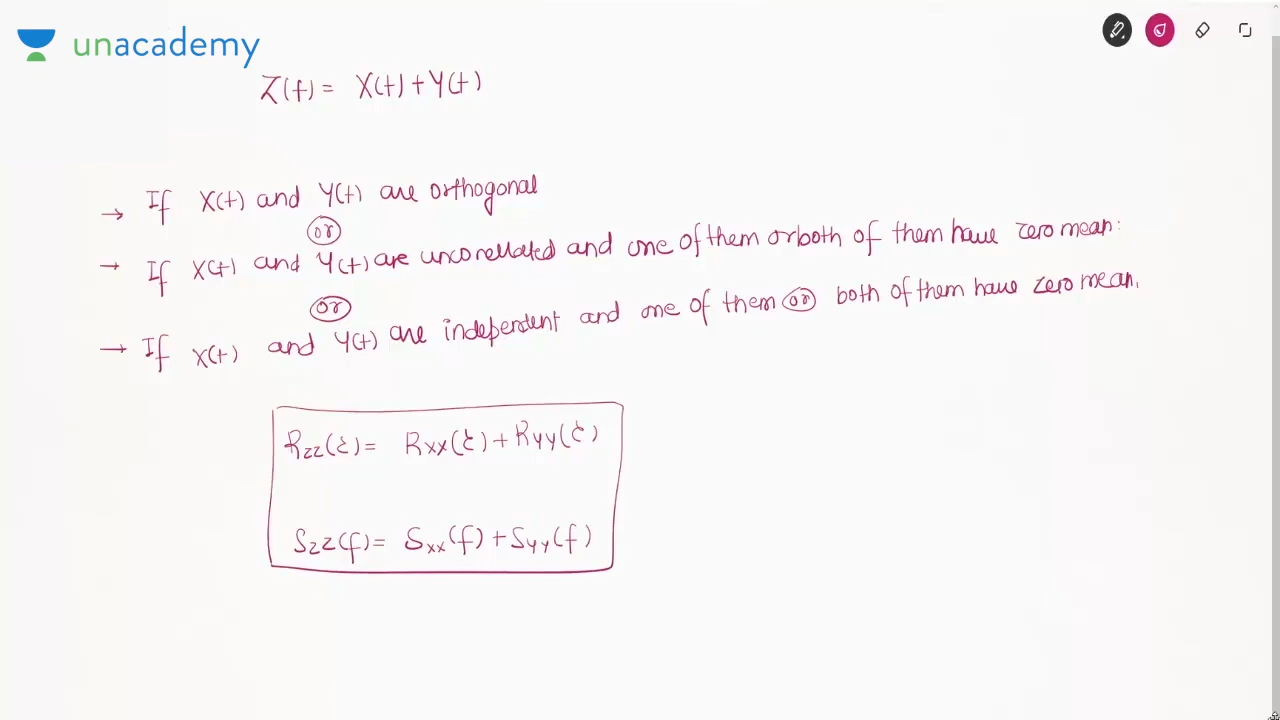 unacademy
Z(t) = X(t) + Y(t)
→ If X(t) and Y(t) are orthogonal
or
→ If X(t) and Y(t) are uncorellated and one of them or both of them have zero mean.
or
→ If X(t) and Y(t) are independent and one of them or both of them have zero mean.
Rzz(τ) = Rxx(τ) + Ryy(τ)
Szz(f) = Sxx(f) + Syy(f)